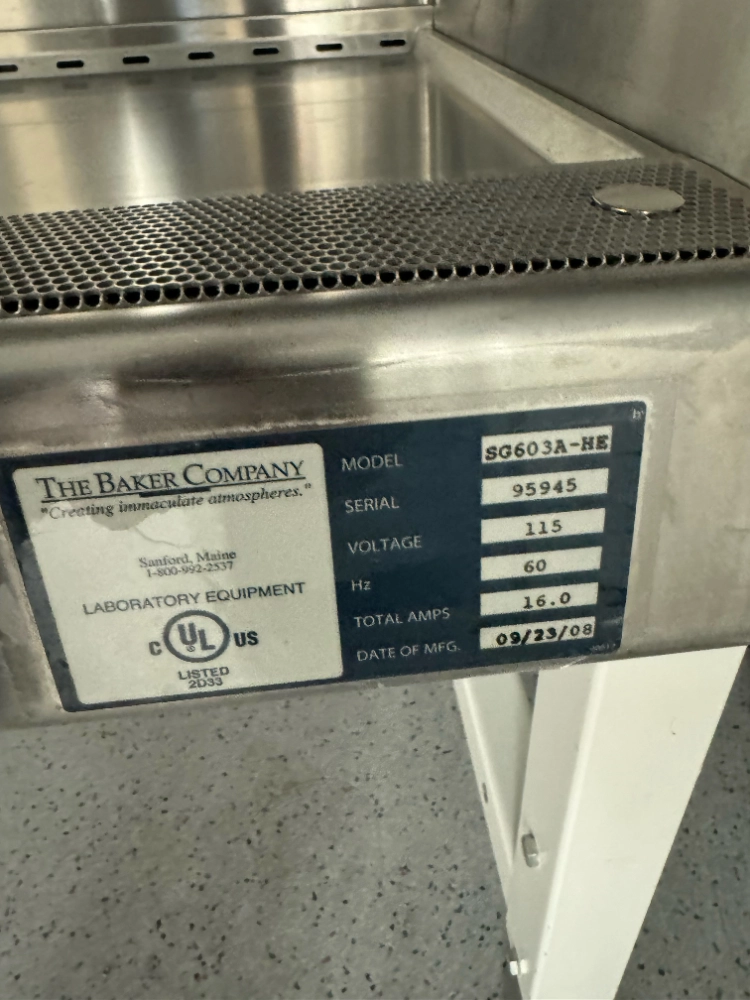 THE BAKER COMPANY
"Creating immaculate atmospheres."
Sanford, Maine
1-800-992-2537
LABORATORY EQUIPMENT
C UL® US
LISTED
2D33
MODEL SG603A-HE
SERIAL 95945
VOLTAGE 115
Hz 60
TOTAL AMPS 16.0
DATE OF MFG. 09/23/08